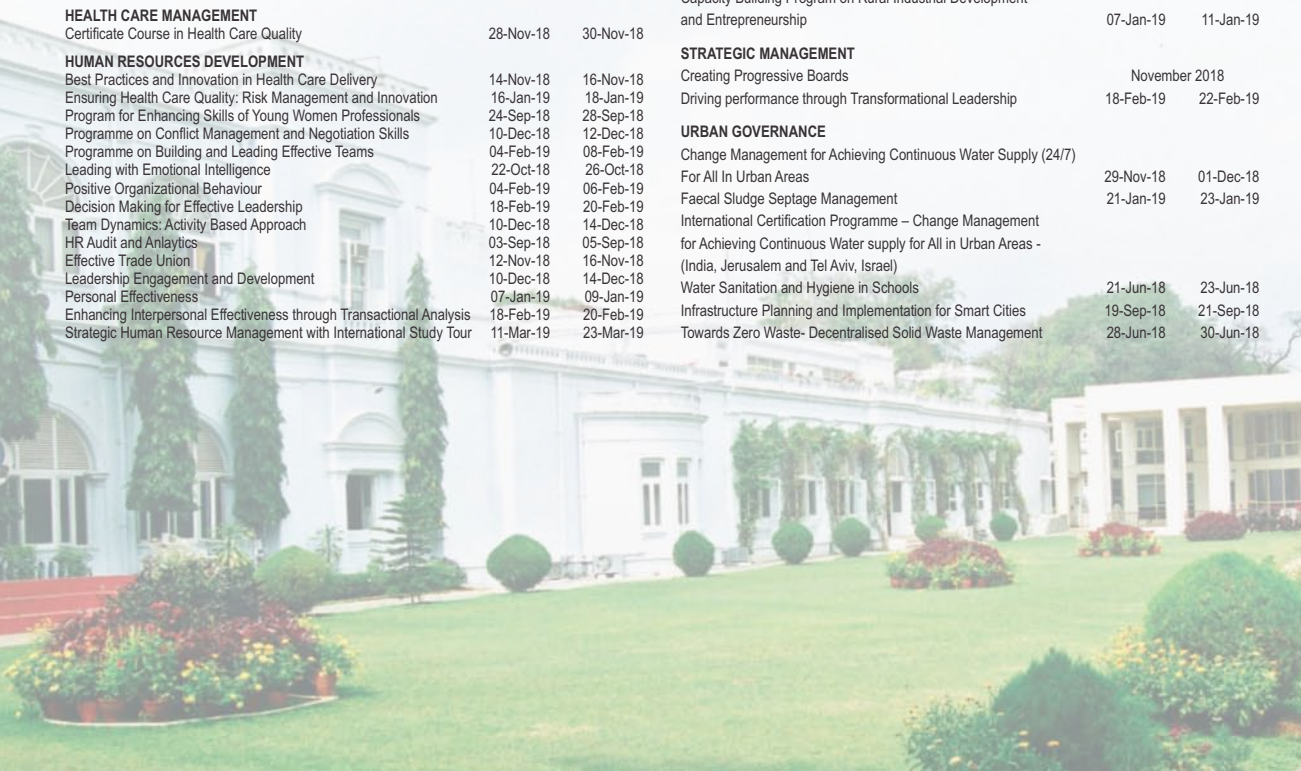 HEALTH CARE MANAGEMENT
Certificate Course in Health Care Quality 28-Nov-18 30-Nov-18
HUMAN RESOURCES DEVELOPMENT
Best Practices and Innovation in Health Care Delivery 14-Nov-18 16-Nov-18
Ensuring Health Care Quality: Risk Management and Innovation 16-Jan-19 18-Jan-19
Program for Enhancing Skills of Young Women Professionals 24-Sep-18 28-Sep-18
Programme on Conflict Management and Negotiation Skills 10-Dec-18 12-Dec-18
Programme on Building and Leading Effective Teams 04-Feb-19 08-Feb-19
Leading with Emotional Intelligence 22-Oct-18 26-Oct-18
Positive Organizational Behaviour 04-Feb-19 06-Feb-19
Decision Making for Effective Leadership 18-Feb-19 20-Feb-19
Team Dynamics: Activity Based Approach 10-Dec-18 14-Dec-18
HR Audit and Anlaytics 03-Sep-18 05-Sep-18
Effective Trade Union 12-Nov-18 16-Nov-18
Leadership Engagement and Development 10-Dec-18 14-Dec-18
Personal Effectiveness 07-Jan-19 09-Jan-19
Enhancing Interpersonal Effectiveness through Transactional Analysis 18-Feb-19 20-Feb-19
Strategic Human Resource Management with International Study Tour 11-Mar-19 23-Mar-19
Capacity Building Program on Rural Industrial Development
and Entrepreneurship 07-Jan-19 11-Jan-19
STRATEGIC MANAGEMENT
Creating Progressive Boards November 2018
Driving performance through Transformational Leadership 18-Feb-19 22-Feb-19
URBAN GOVERNANCE
Change Management for Achieving Continuous Water Supply (24/7)
For All In Urban Areas 29-Nov-18 01-Dec-18
Faecal Sludge Septage Management 21-Jan-19 23-Jan-19
International Certification Programme – Change Management
for Achieving Continuous Water supply for All in Urban Areas -
(India, Jerusalem and Tel Aviv, Israel)
Water Sanitation and Hygiene in Schools 21-Jun-18 23-Jun-18
Infrastructure Planning and Implementation for Smart Cities 19-Sep-18 21-Sep-18
Towards Zero Waste- Decentralised Solid Waste Management 28-Jun-18 30-Jun-18